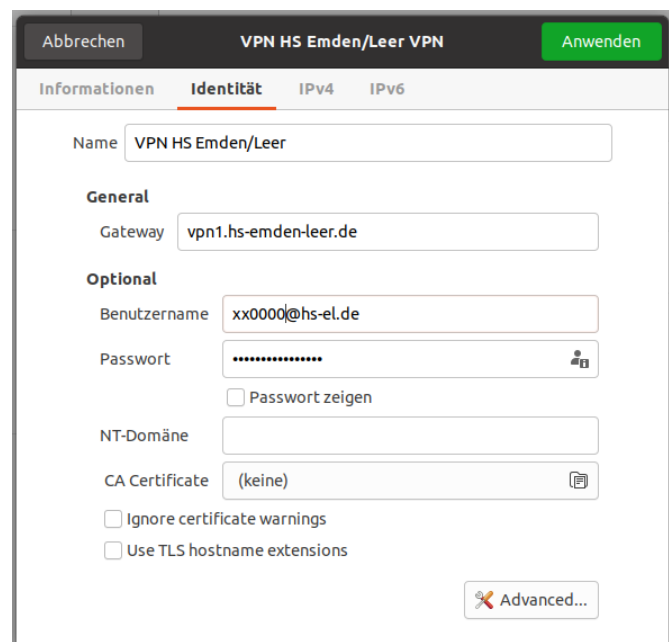 Abbrechen VPN HS Emden/Leer VPN Anwenden
Informationen Identität IPv4 IPv6
Name VPN HS Emden/Leer
General
Gateway vpn1.hs-emden-leer.de
Optional
Benutzername xx0000@hs-el.de
Passwort ••••••••••••••••
Passwort zeigen
NT-Domäne
CA Certificate (keine)
Ignore certificate warnings
Use TLS hostname extensions
Advanced...